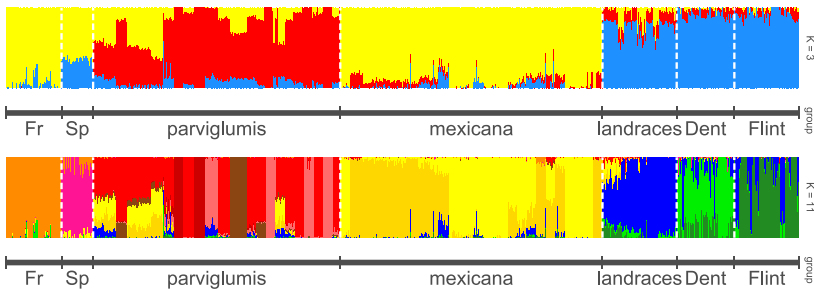 K = 3
Fr Sp parviglumis mexicana landraces Dent Flint group
K = 11
Fr Sp parviglumis mexicana landraces Dent Flint group